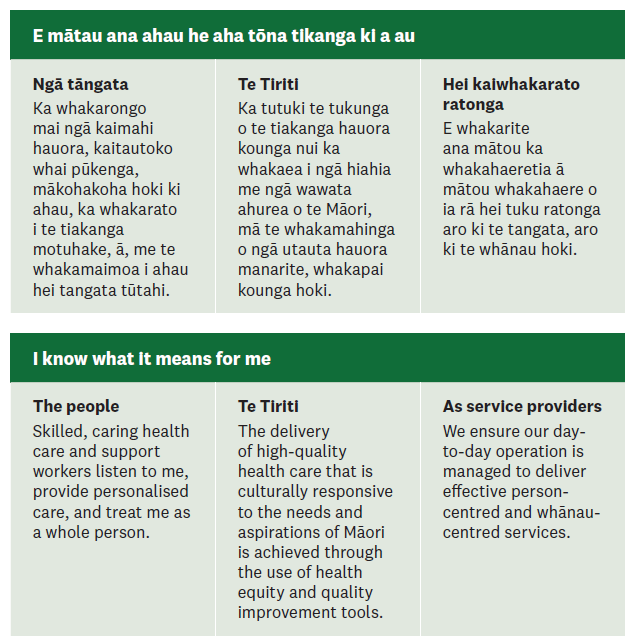 E mātau ana ahau he aha tōna tikanga ki a au
Ngā tāngata
Ka whakarongo
mai ngā kaimahi
hauora, kaitautoko
whai pūkenga,
mākohakoha hoki ki
ahau, ka whakarato
i te tiakanga
motuhake, ā, me te
whakamaimoa i ahau
hei tangata tūtahi.
Te Tiriti
Ka tutuki te tukunga
o te tiakanga hauora
kounga nui ka
whakaea i ngā hiahia
me ngā wawata
ahurea o te Māori,
mā te whakamahinga
o ngā utauta hauora
manarite, whakapai
kounga hoki.
Hei kaiwhakarato
ratonga
E whakarite
ana mātou ka
whakahaeretia ā
mātou whakahaere o
ia rā hei tuku ratonga
aro ki te tangata, aro
ki te whānau hoki.
I know what it means for me
The people
Skilled, caring health
care and support
workers listen to me,
provide personalised
care, and treat me as
a whole person.
Te Tiriti
The delivery
of high-quality
health care that is
culturally responsive
to the needs and
aspirations of Māori
is achieved through
the use of health
equity and quality
improvement tools.
As service providers
We ensure our day-
to-day operation is
managed to deliver
effective person-
centred and whānau-
centred services.